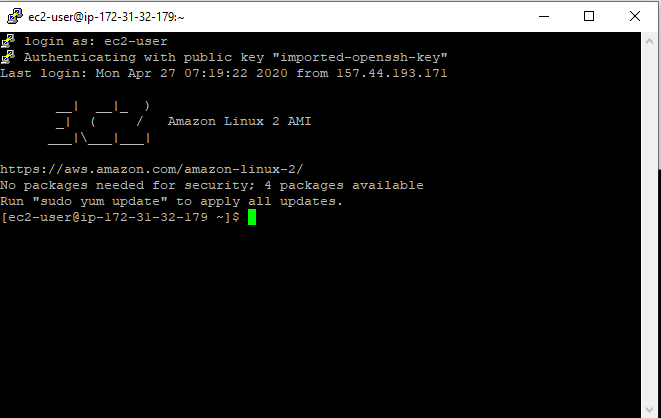 ec2-user@ip-172-31-32-179:~
login as: ec2-user
Authenticating with public key "imported-openssh-key"
Last login: Mon Apr 27 07:19:22 2020 from 157.44.193.171
       __|  __|_  )
       _|  (     /   Amazon Linux 2 AMI
      ___|\___|___|
https://aws.amazon.com/amazon-linux-2/
No packages needed for security; 4 packages available
Run "sudo yum update" to apply all updates.
[ec2-user@ip-172-31-32-179 ~]$